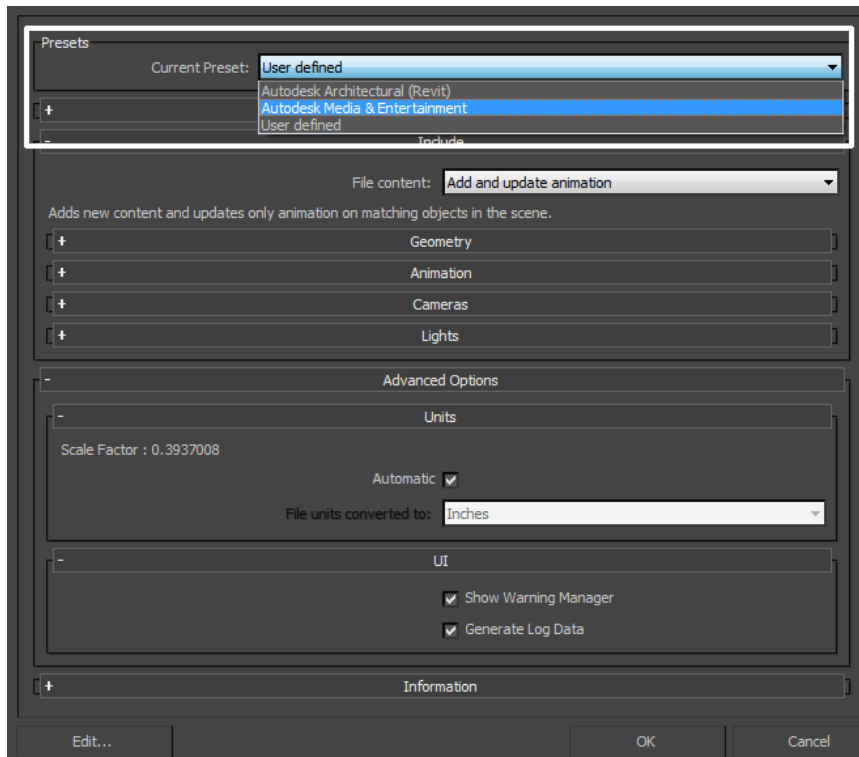 Presets
Current Preset: User defined
Autodesk Architectural (Revit)
Autodesk Media & Entertainment
+
User defined
- Include
File content: Add and update animation
Adds new content and updates only animation on matching objects in the scene.
+ Geometry
+ Animation
+ Cameras
+ Lights
- Advanced Options
- Units
Scale Factor : 0.3937008
Automatic
File units converted to: Inches
- UI
Show Warning Manager
Generate Log Data
+ Information
Edit... OK Cancel